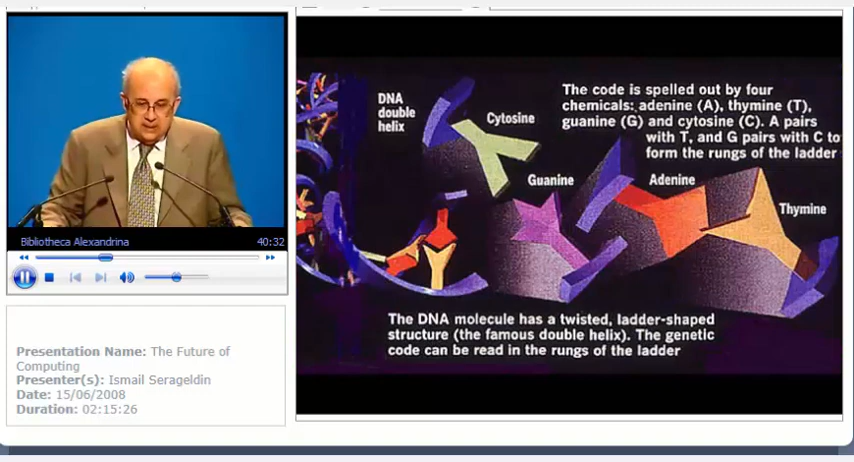 Bibliotheca Alexandrina 40:32
Presentation Name: The Future of
Computing
Presenter(s): Ismail Serageldin
Date: 15/06/2008
Duration: 02:15:26
DNA
double
helix
Cytosine
The code is spelled out by four
chemicals: adenine (A), thymine (T),
guanine (G) and cytosine (C). A pairs
with T, and G pairs with C to
form the rungs of the ladder
Guanine
Adenine
Thymine
The DNA molecule has a twisted, ladder-shaped
structure (the famous double helix). The genetic
code can be read in the rungs of the ladder